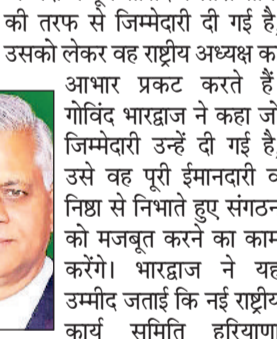 की तरफ से जिम्मेदारी दी गई है,
उसको लेकर वह राष्ट्रीय अध्यक्ष क
आभार प्रकट करते हैं
गोविंद भारद्वाज ने कहा जो
जिम्मेदारी उन्हें दी गई है,
उसे वह पूरी ईमानदारी व
निष्ठा से निभाते हुए संगठन
को मजबूत करने का काम
करेंगे। भारद्वाज ने यह
उम्मीद जताई कि नई राष्ट्रीय
कार्य समिति हरियाणा